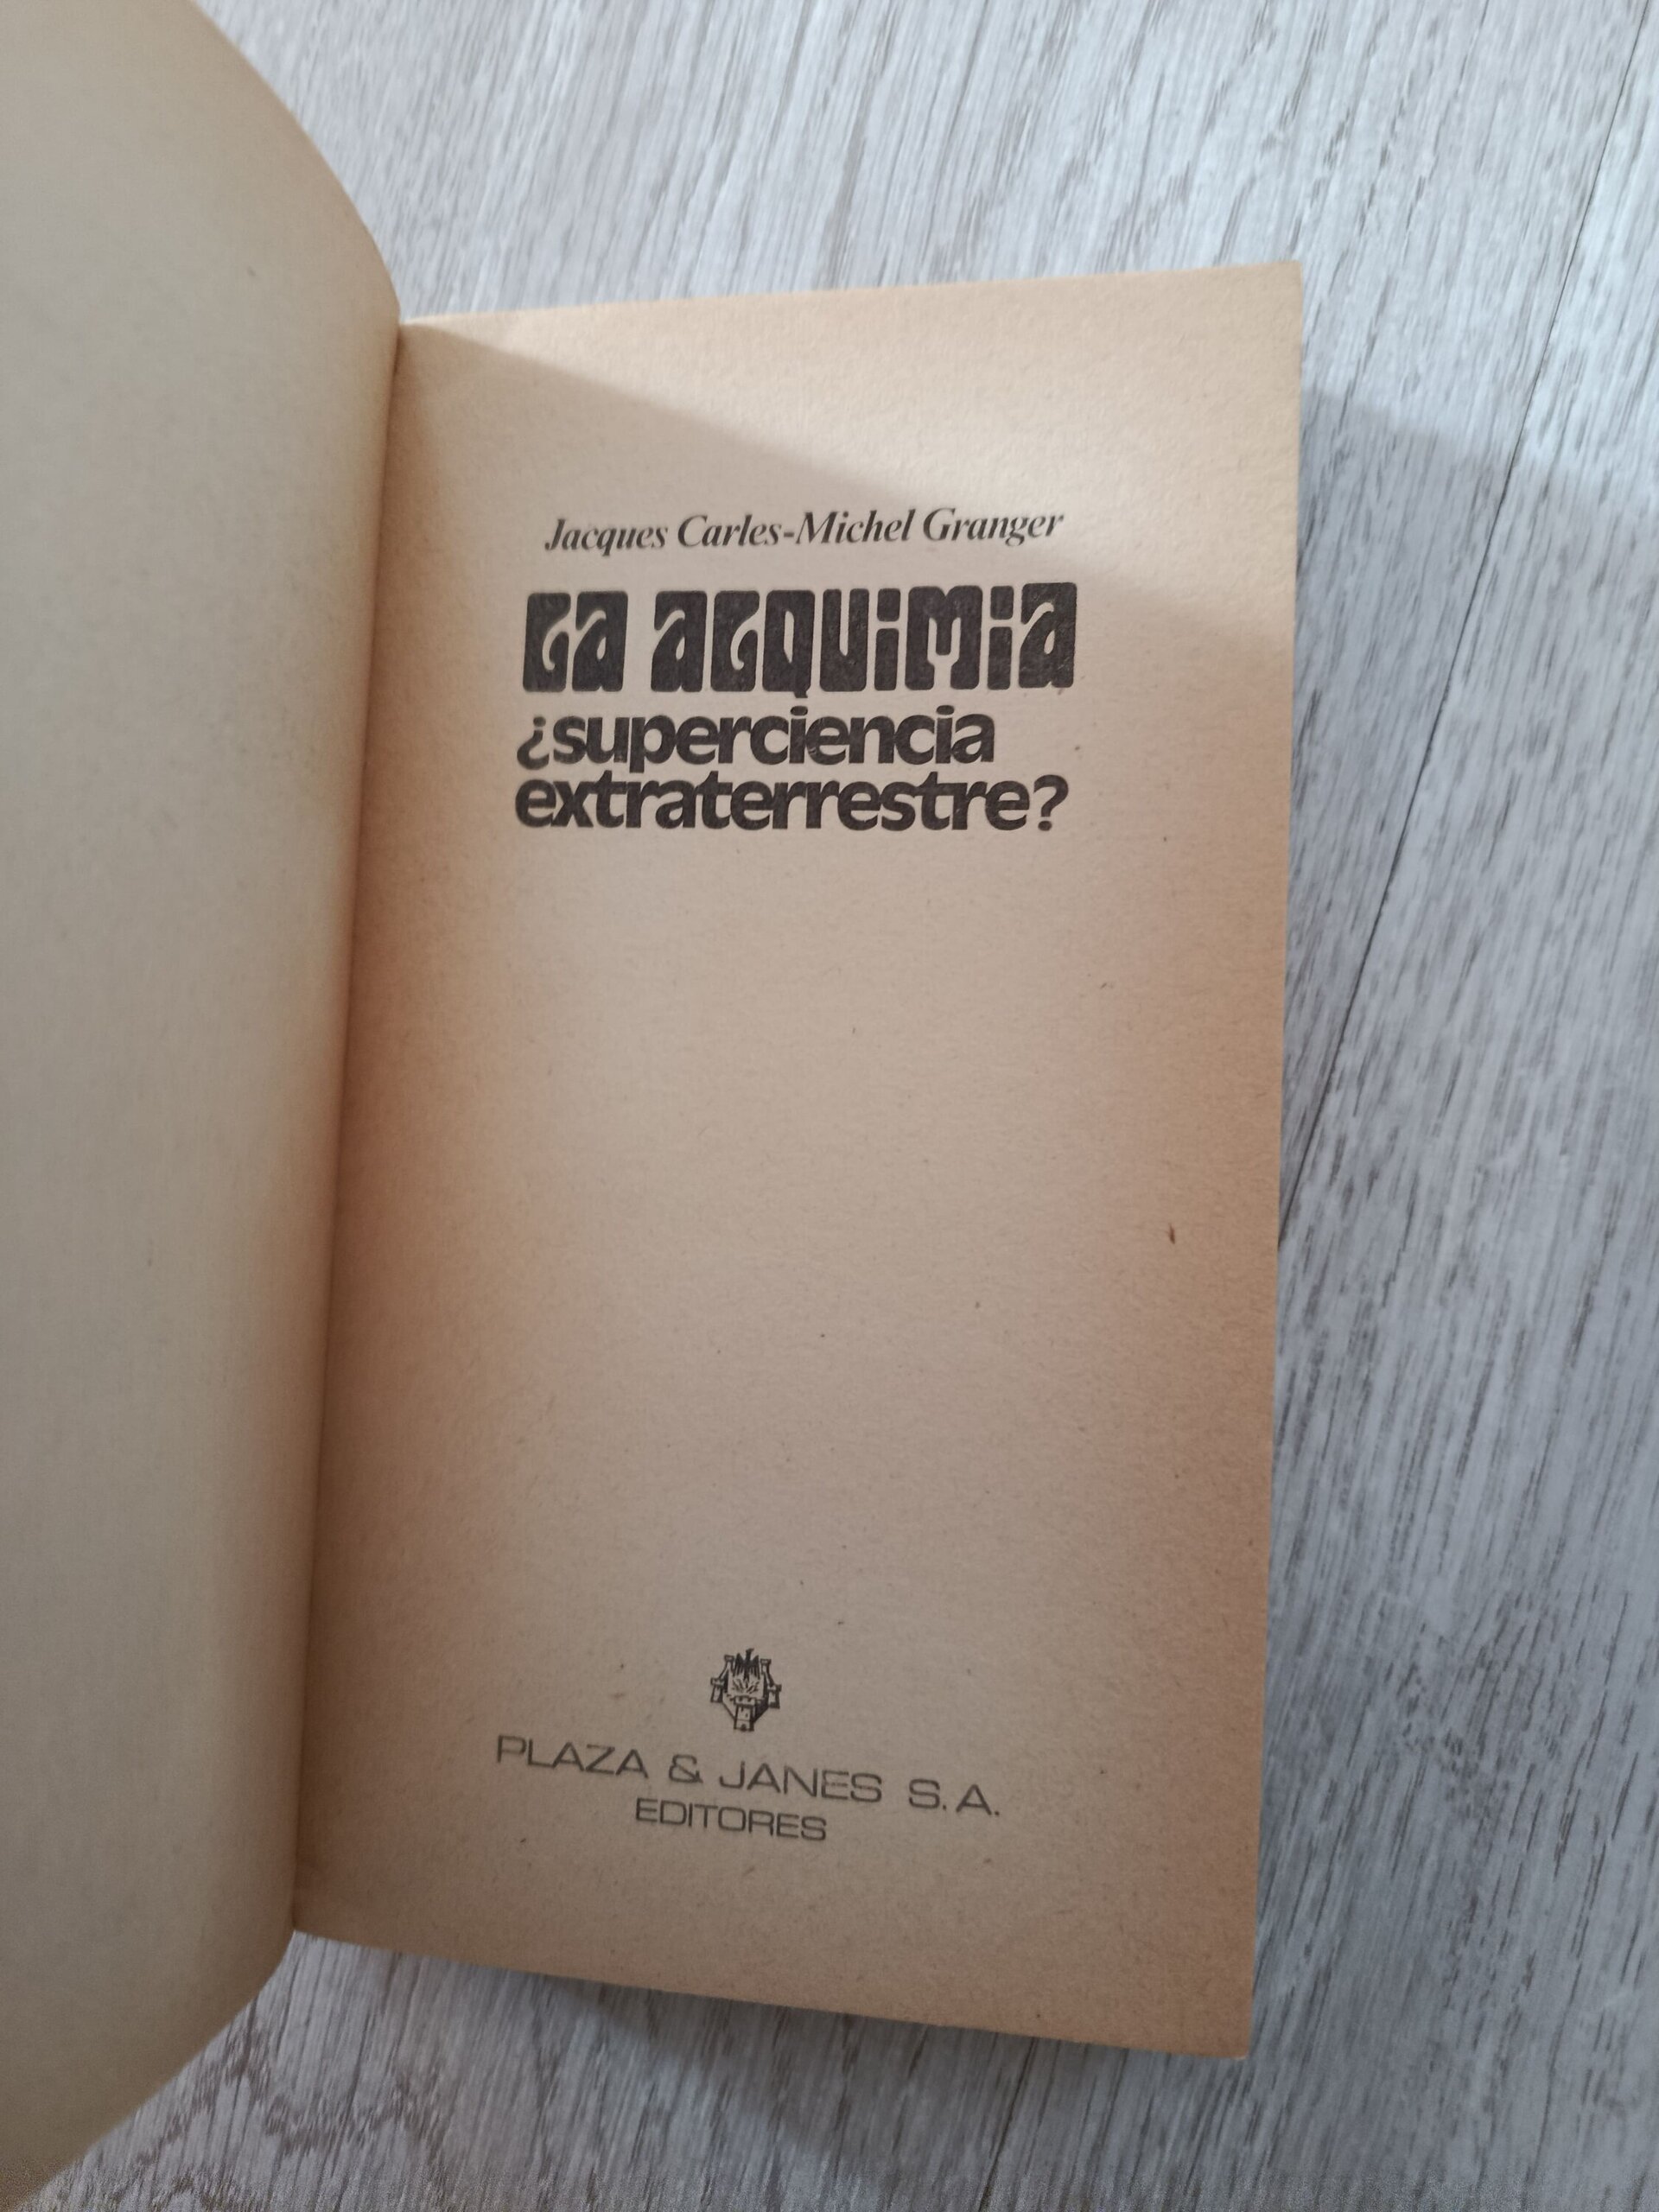 Jacques Carles-Michel Granger
La alquimia
¿superciencia
extraterrestre?
PLAZA & JANES S.A.
EDITORES